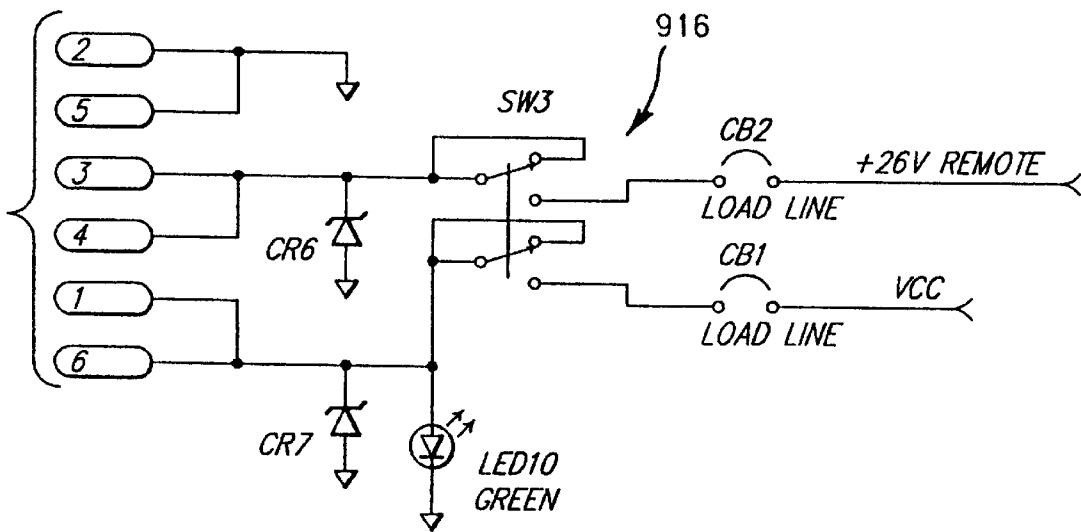 916
2
SW3
5
CB2
3
+26V REMOTE
LOAD LINE
4
CR6
CB1
1
VCC
LOAD LINE
6
CR7
LED10
GREEN